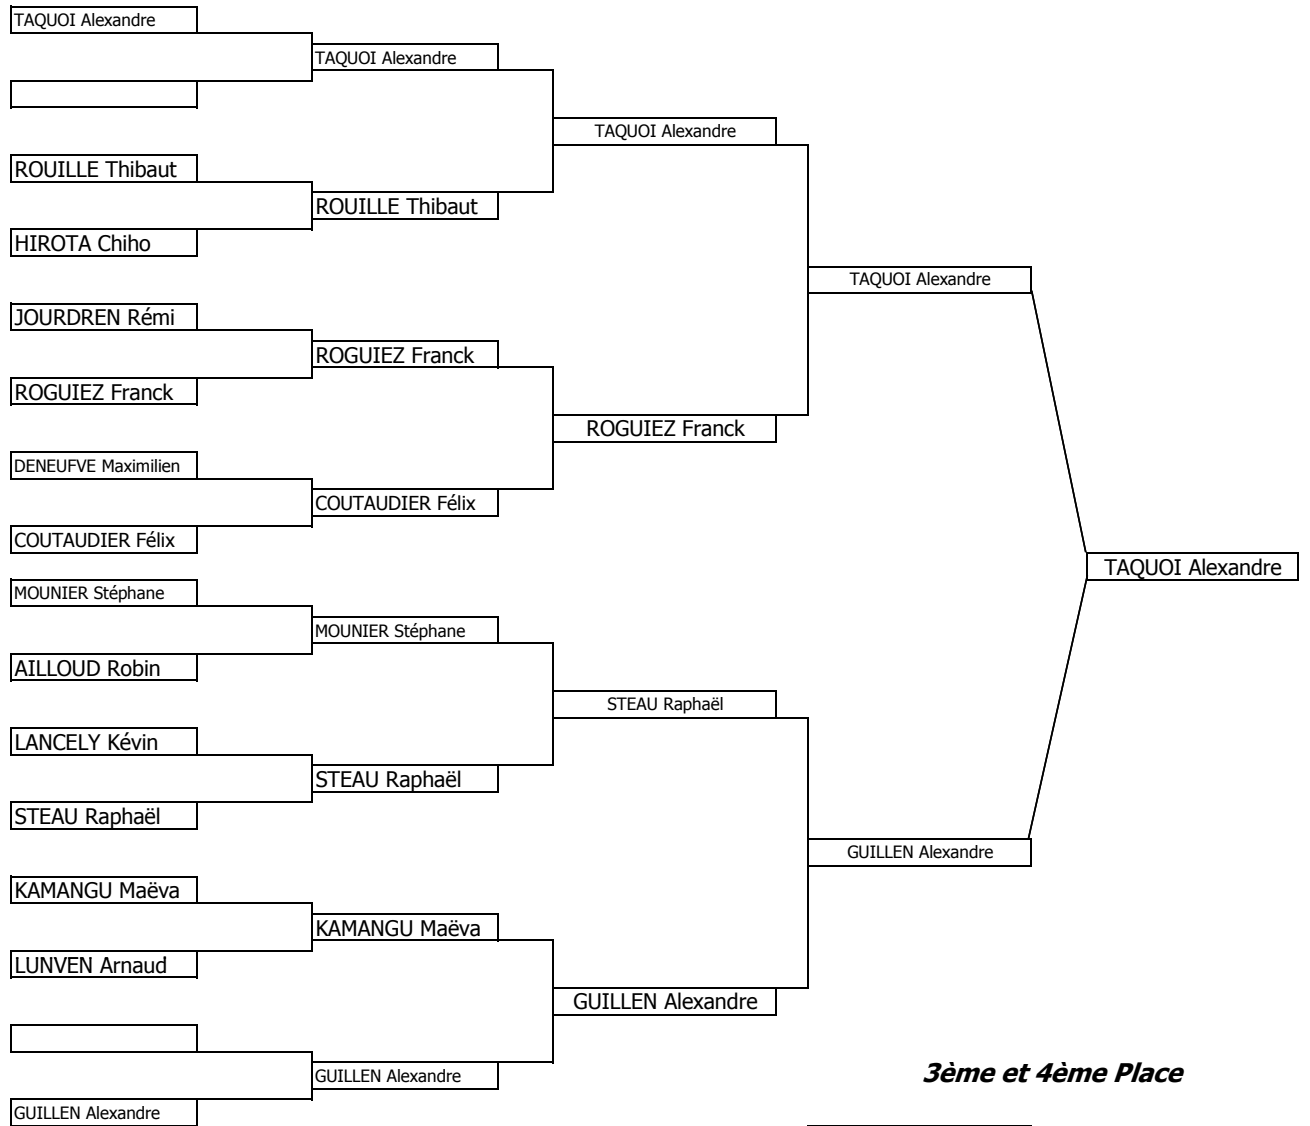 TAQUOI Alexandre
TAQUOI Alexandre
TAQUOI Alexandre
ROUILLE Thibaut
ROUILLE Thibaut
HIROTA Chiho
TAQUOI Alexandre
JOURDREN Rémi
ROGUIEZ Franck
ROGUIEZ Franck
ROGUIEZ Franck
DENEUFVE Maximilien
COUTAUDIER Félix
COUTAUDIER Félix
TAQUOI Alexandre
MOUNIER Stéphane
MOUNIER Stéphane
AILLOUD Robin
STEAU Raphaël
LANCELY Kévin
STEAU Raphaël
STEAU Raphaël
GUILLEN Alexandre
KAMANGU Maëva
KAMANGU Maëva
LUNVEN Arnaud
GUILLEN Alexandre
3ème et 4ème Place
GUILLEN Alexandre
GUILLEN Alexandre